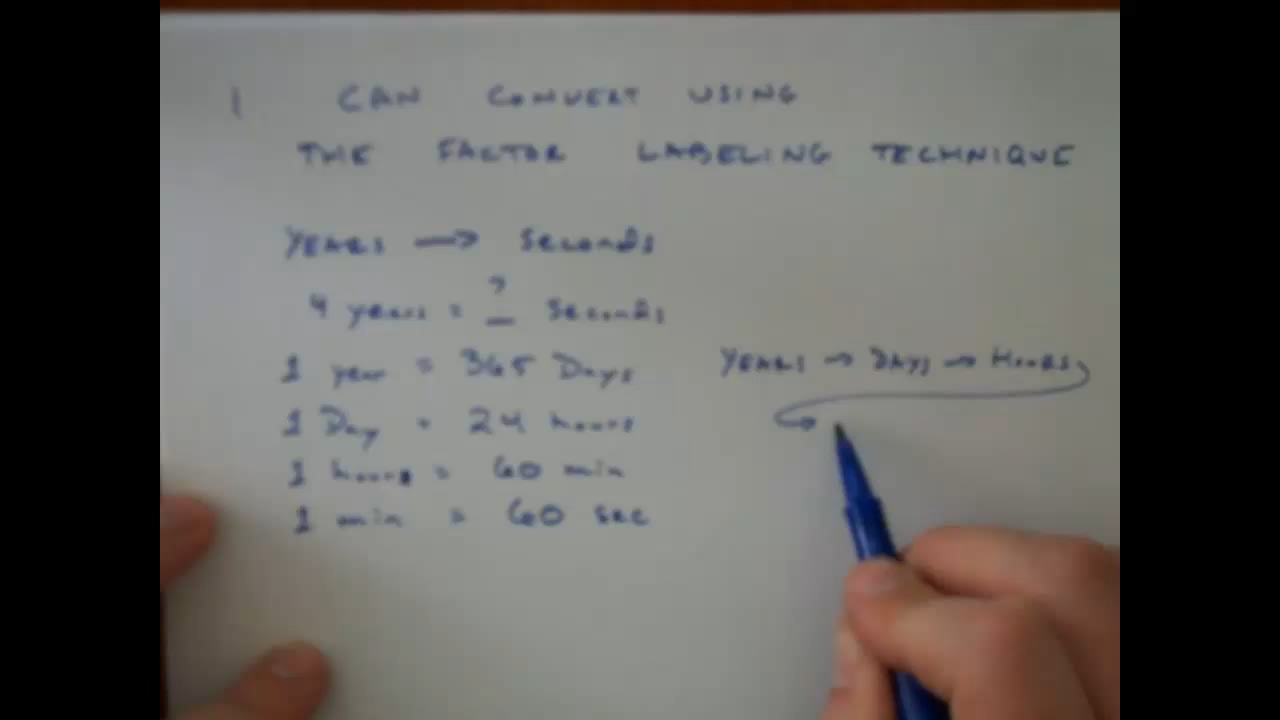 I CAN CONVERT USING
THE FACTOR LABELING TECHNIQUE
YEARS → Seconds
4 years = ? Seconds
1 year = 365 Days
1 Day = 24 hours
1 hours = 60 min
1 min = 60 sec
YEARS → DAYS → HOURS
→